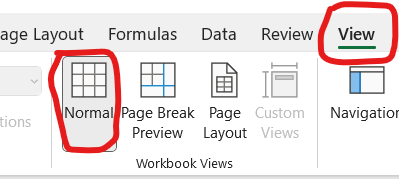 age Layout Formulas Data Review View
Normal Page Break Preview Page Layout Custom Views Navigation
tions
Workbook Views